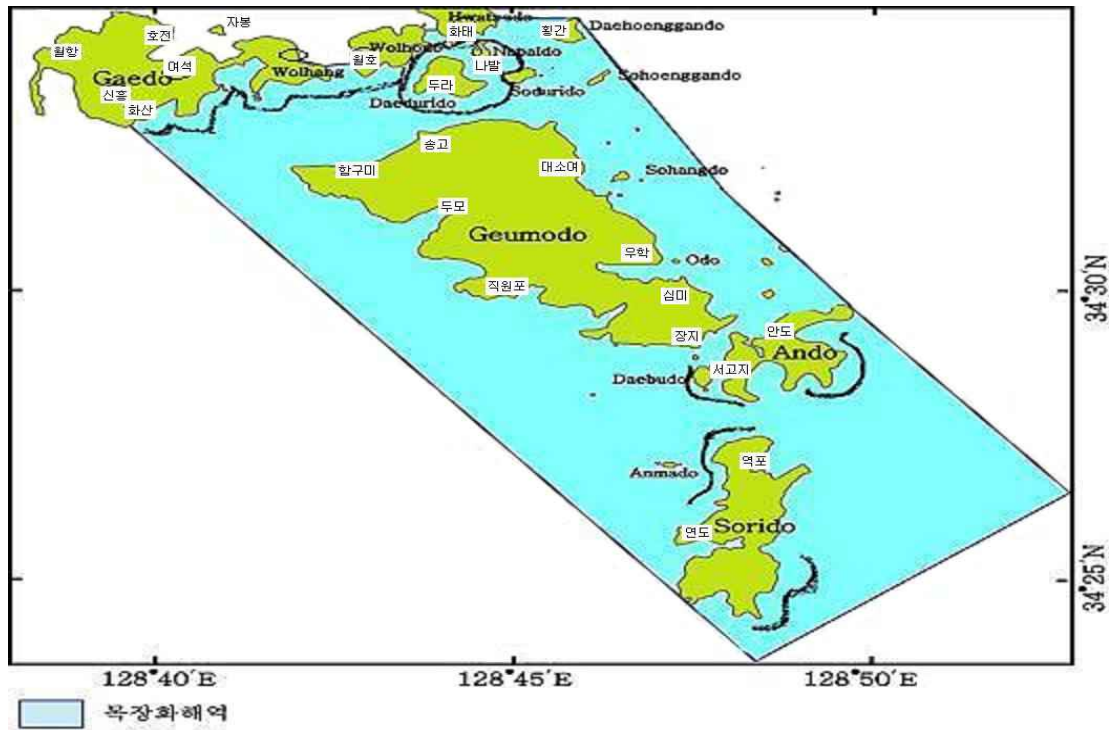 자봉
Hwataedo
횡간
Daehoenggando
호전
화태
월항
Wolhodo
Napaldo
여석
월호
나발
Gaedo
Wolhang
두라
Sohoenggando
신흥
Sodurido
화산
Daedurido
송고
함구미
대소여
Sohangdo
두모
Geumodo
우학
Odo
직원포
심미
34°30′N
장지
안도
Ando
서고지
Daebudo
역포
Anmado
Sorido
연도
34°25′N
128°40′E
128°45′E
128°50′E
목장화해역